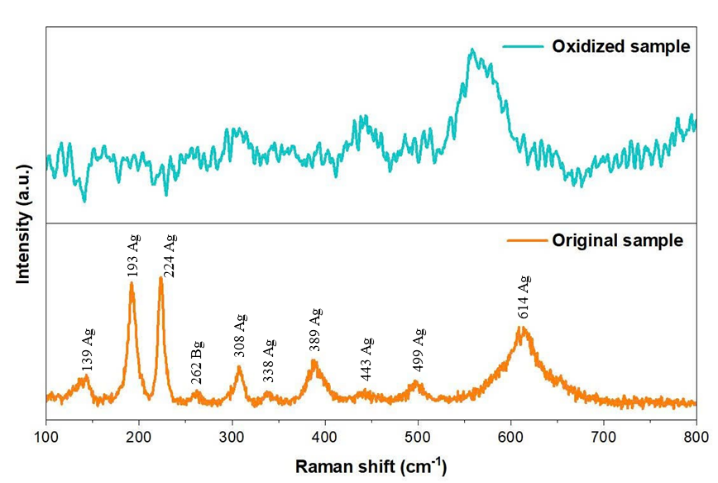 Oxidized sample
Original sample
139 Ag
193 Ag
224 Ag
262 Bg
308 Ag
338 Ag
389 Ag
443 Ag
499 Ag
614 Ag
Intensity (a.u.)
100 200 300 400 500 600 700 800
Raman shift (cm⁻¹)